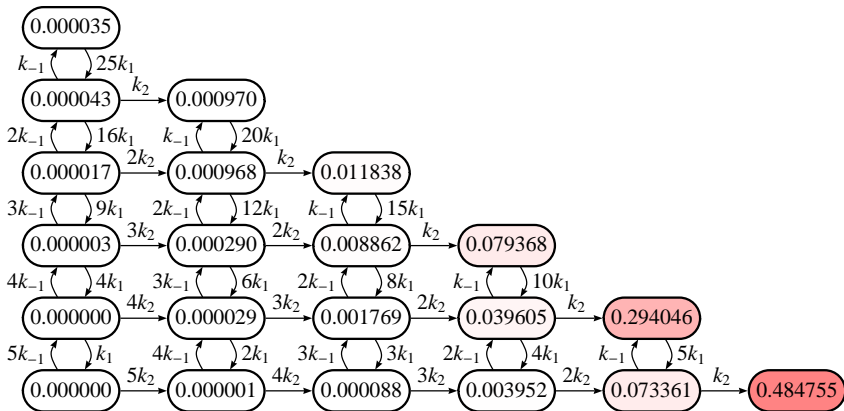 0.000035
k₋₁ 25k₁
k₂
0.000043 0.000970
2k₋₁ 16k₁ k₋₁ 20k₁
2k₂ k₂
0.000017 0.000968 0.011838
3k₋₁ 9k₁ 2k₋₁ 12k₁ k₋₁ 15k₁
3k₂ 2k₂ k₂
0.000003 0.000290 0.008862 0.079368
4k₋₁ 4k₁ 3k₋₁ 6k₁ 2k₋₁ 8k₁ k₋₁ 10k₁
4k₂ 3k₂ 2k₂ k₂
0.000000 0.000029 0.001769 0.039605 0.294046
5k₋₁ k₁ 4k₋₁ 2k₁ 3k₋₁ 3k₁ 2k₋₁ 4k₁ k₋₁ 5k₁
5k₂ 4k₂ 3k₂ 2k₂ k₂
0.000000 0.000001 0.000088 0.003952 0.073361 0.484755